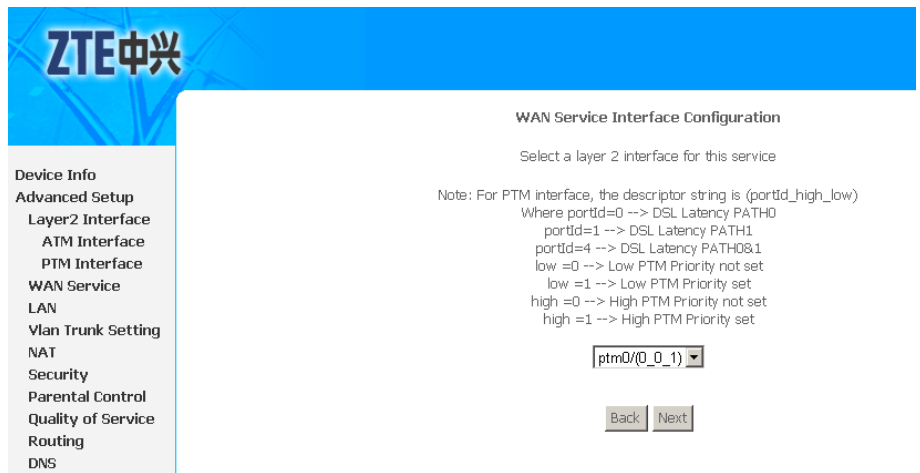 ZTE中兴
WAN Service Interface Configuration
Select a layer 2 interface for this service
Note: For PTM interface, the descriptor string is (portId_high_low)
Where portId=0 --> DSL Latency PATH0
portId=1 --> DSL Latency PATH1
portId=4 --> DSL Latency PATH0&1
low =0 --> Low PTM Priority not set
low =1 --> Low PTM Priority set
high =0 --> High PTM Priority not set
high =1 --> High PTM Priority set
ptm0/(0_0_1)
Back Next
Device Info
Advanced Setup
Layer2 Interface
ATM Interface
PTM Interface
WAN Service
LAN
Vlan Trunk Setting
NAT
Security
Parental Control
Quality of Service
Routing
DNS